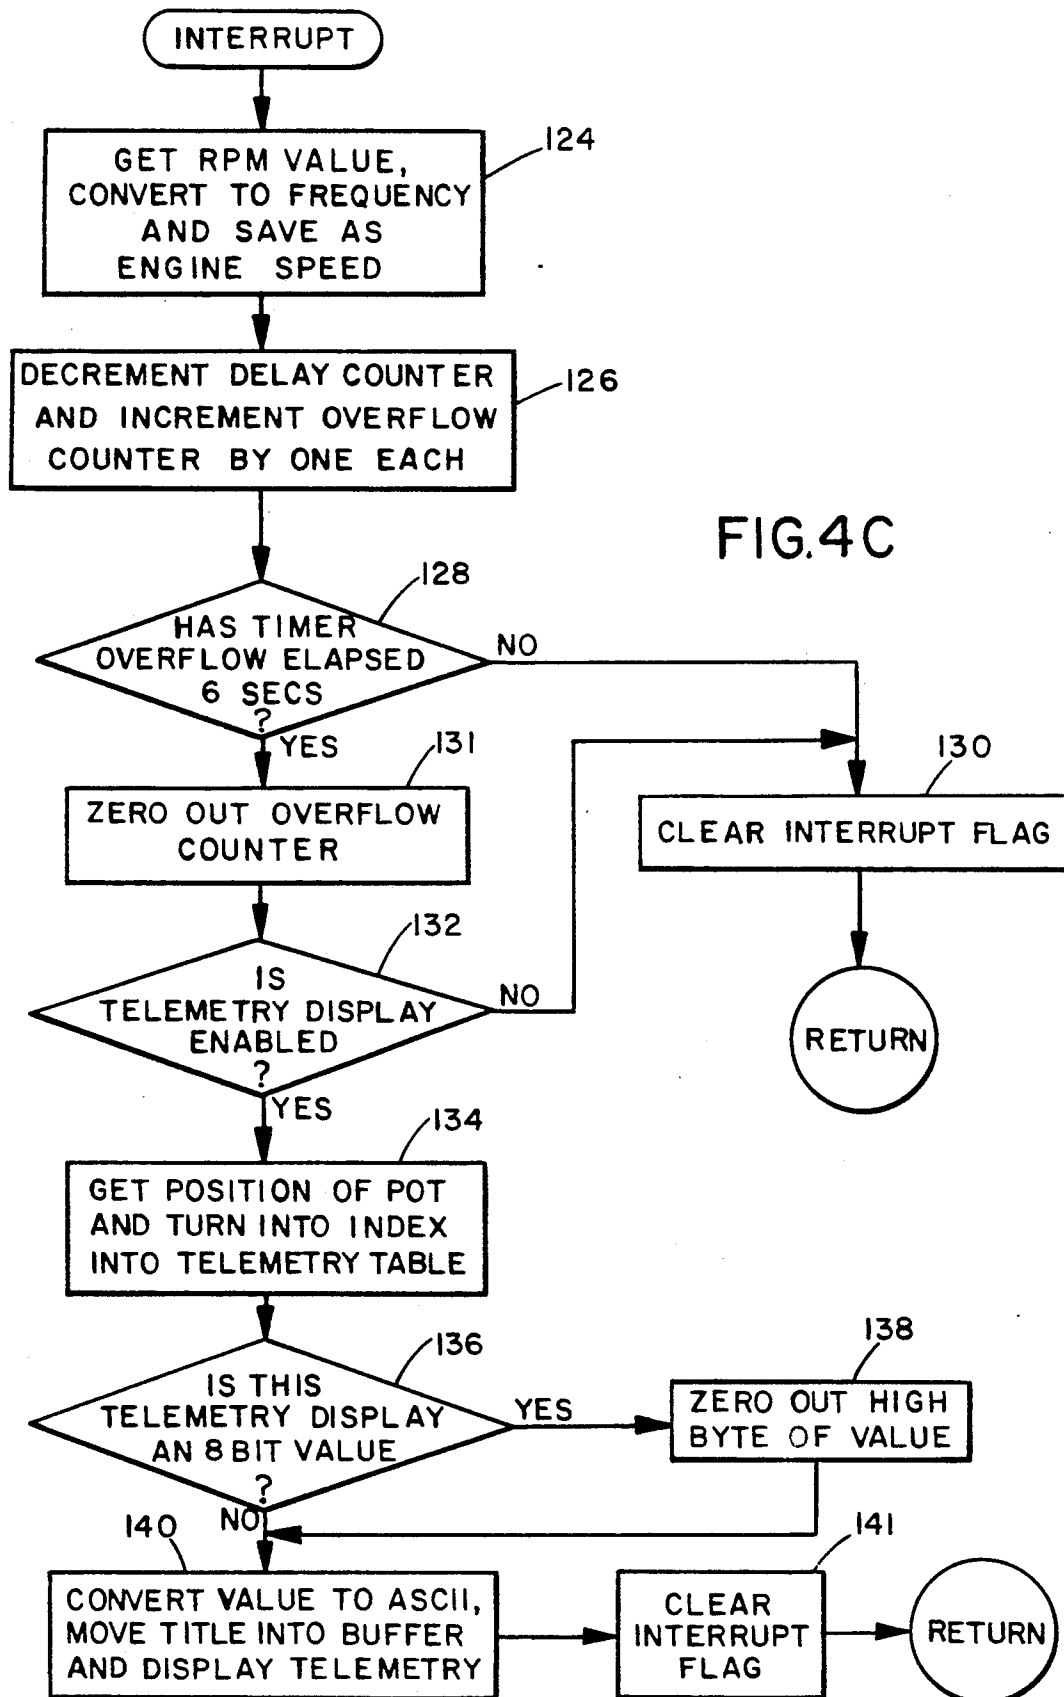 INTERRUPT
124
GET RPM VALUE,
CONVERT TO FREQUENCY
AND SAVE AS
ENGINE SPEED
126
DECREMENT DELAY COUNTER
AND INCREMENT OVERFLOW
COUNTER BY ONE EACH
FIG.4C
128
HAS TIMER
OVERFLOW ELAPSED
6 SECS
?
NO
YES
131
ZERO OUT OVERFLOW
COUNTER
130
CLEAR INTERRUPT FLAG
RETURN
132
IS
TELEMETRY DISPLAY
ENABLED
?
NO
YES
134
GET POSITION OF POT
AND TURN INTO INDEX
INTO TELEMETRY TABLE
136
IS THIS
TELEMETRY DISPLAY
AN 8 BIT VALUE
?
YES
NO
138
ZERO OUT HIGH
BYTE OF VALUE
140
CONVERT VALUE TO ASCII,
MOVE TITLE INTO BUFFER
AND DISPLAY TELEMETRY
141
CLEAR
INTERRUPT
FLAG
RETURN